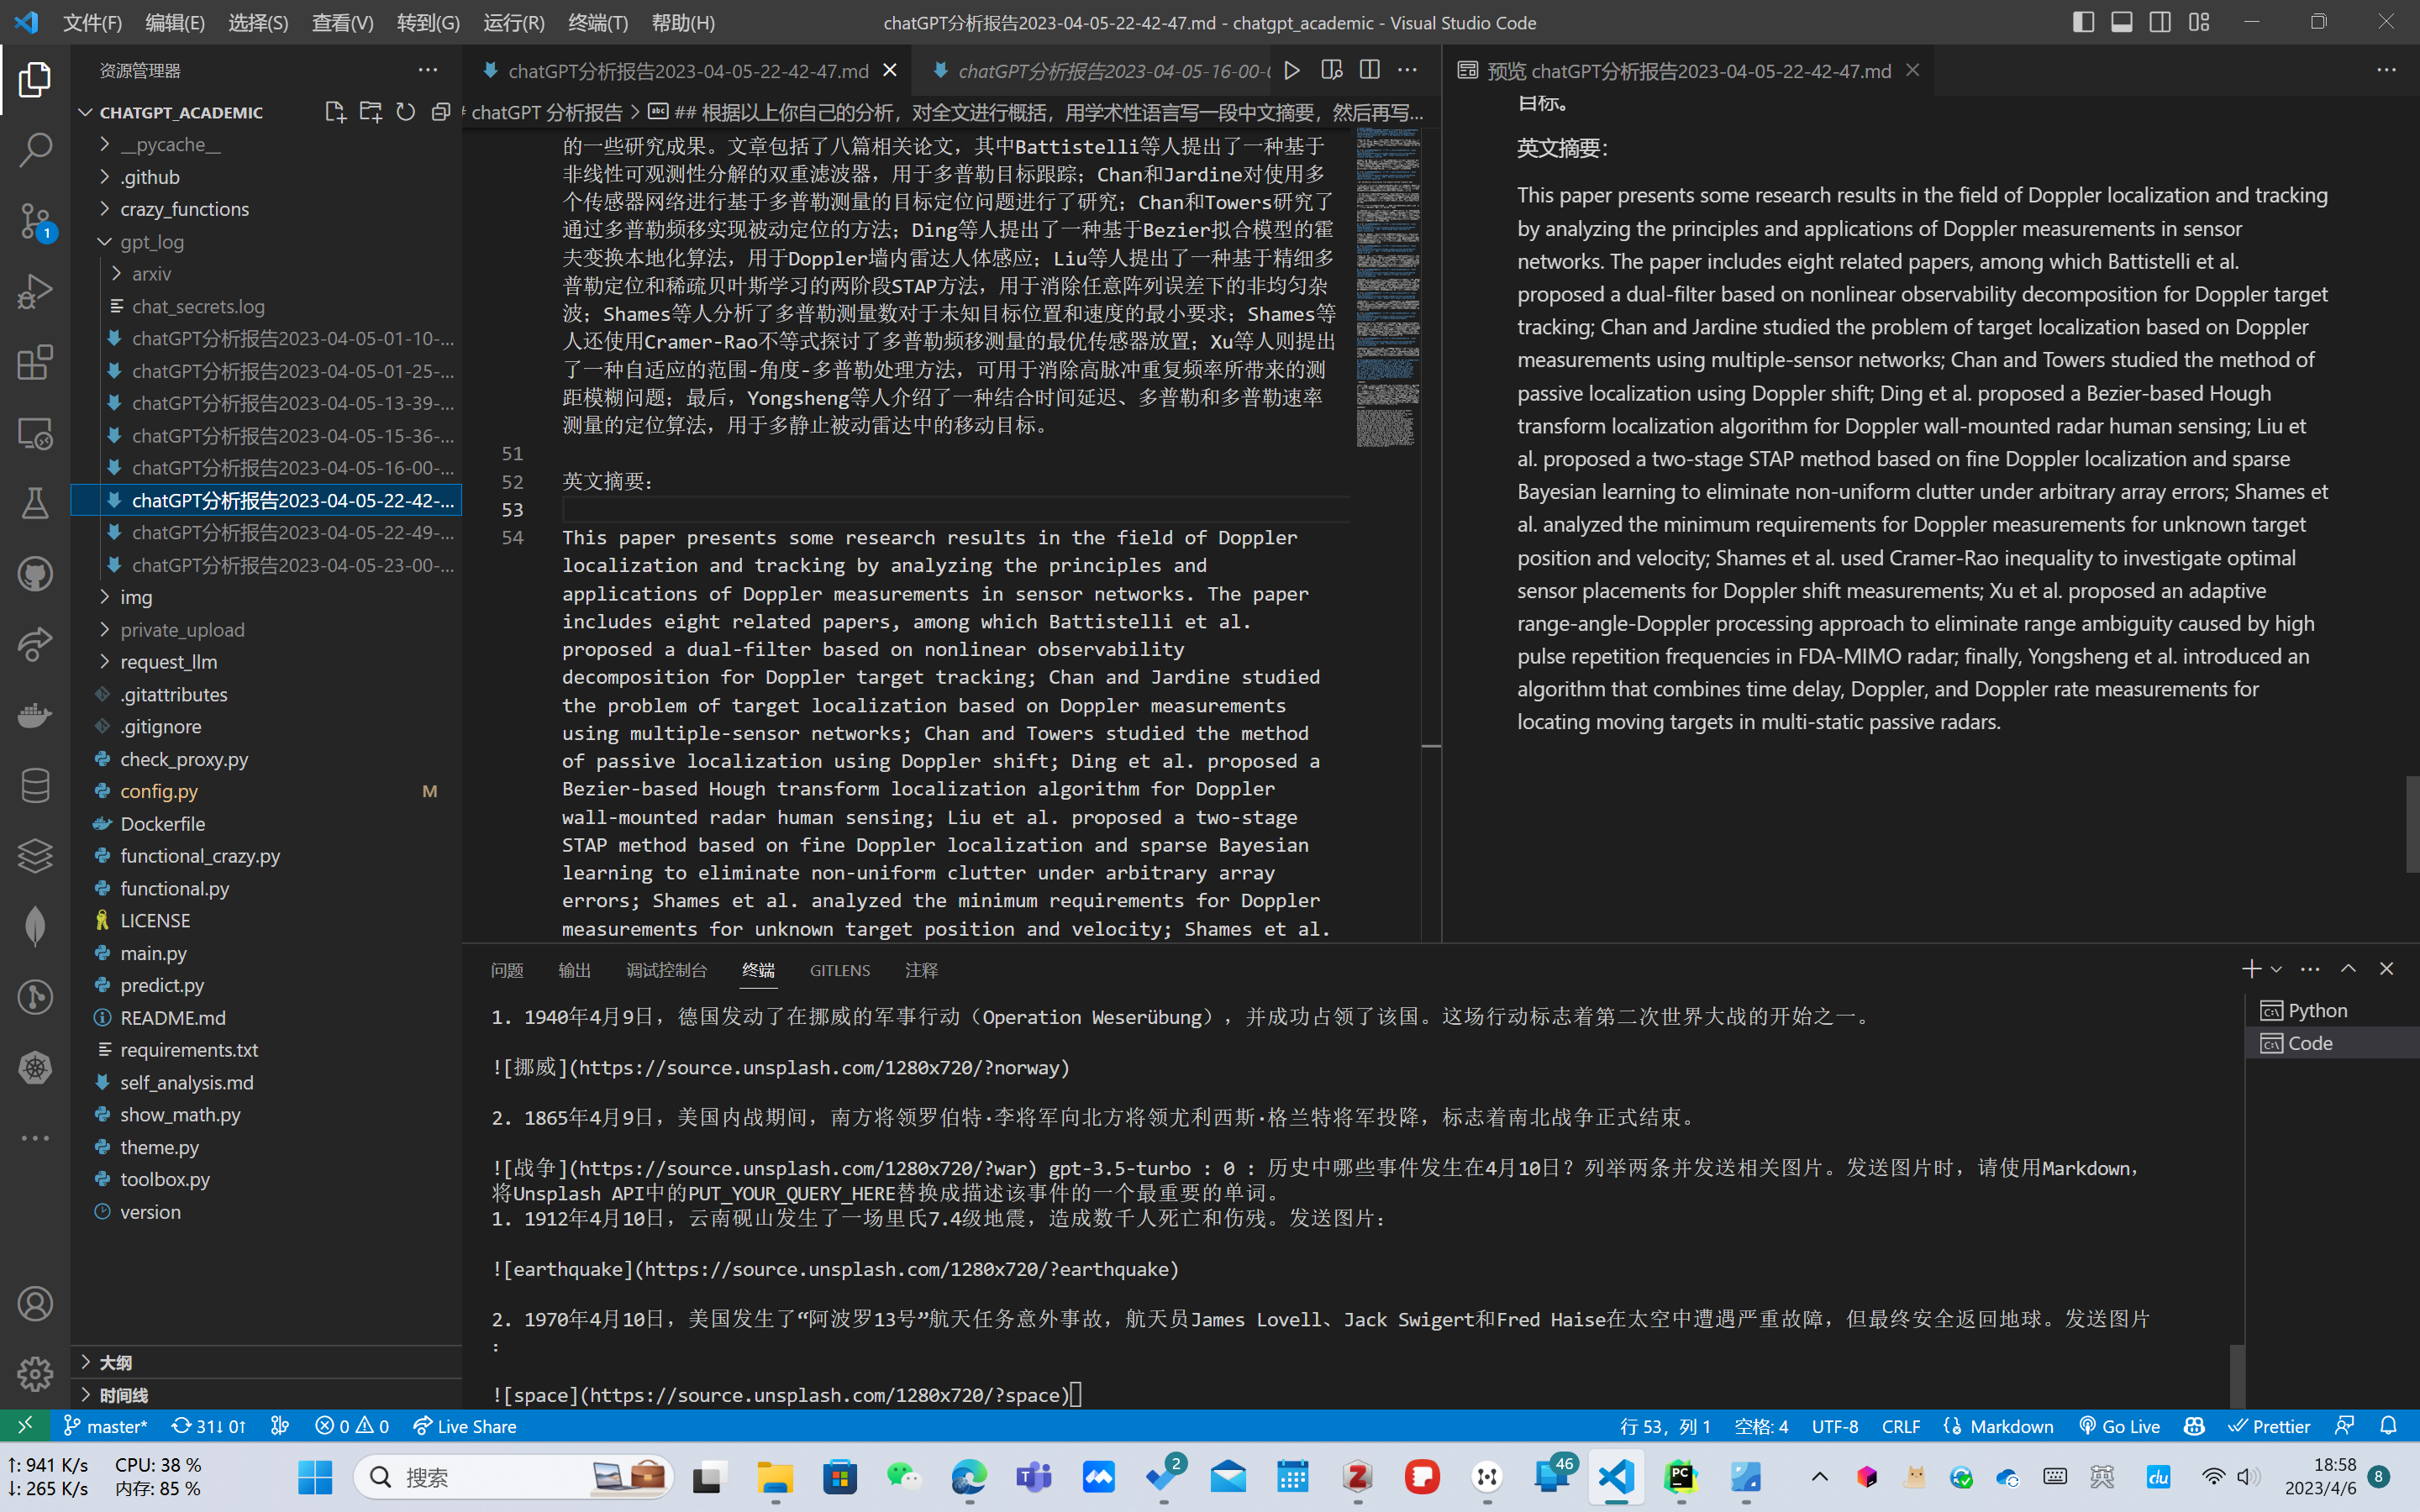 文件(F) 编辑(E) 选择(S) 查看(V) 转到(G) 运行(R) 终端(T) 帮助(H)
chatGPT分析报告2023-04-05-22-42-47.md - chatgpt_academic - Visual Studio Code
资源管理器
CHATGPT_ACADEMIC
__pycache__
.github
crazy_functions
gpt_log
arxiv
chat_secrets.log
chatGPT分析报告2023-04-05-01-10-...
chatGPT分析报告2023-04-05-01-25-...
chatGPT分析报告2023-04-05-13-39-...
chatGPT分析报告2023-04-05-15-36-...
chatGPT分析报告2023-04-05-16-00-...
chatGPT分析报告2023-04-05-22-42-...
chatGPT分析报告2023-04-05-22-49-...
chatGPT分析报告2023-04-05-23-00-...
img
private_upload
request_llm
.gitattributes
.gitignore
check_proxy.py
config.py M
Dockerfile
functional_crazy.py
functional.py
LICENSE
main.py
predict.py
README.md
requirements.txt
self_analysis.md
show_math.py
theme.py
toolbox.py
version
大纲
时间线
1
chatGPT分析报告2023-04-05-22-42-47.md
chatGPT分析报告2023-04-05-16-00-
chatGPT 分析报告 > ## 根据以上你自己的分析，对全文进行概括，用学术性语言写一段中文摘要，然后再写...
的一些研究成果。文章包括了八篇相关论文，其中Battistelli等人提出了一种基于
非线性可观测性分解的双重滤波器，用于多普勒目标跟踪；Chan和Jardine对使用多
个传感器网络进行基于多普勒测量的目标定位问题进行了研究；Chan和Towers研究了
通过多普勒频移实现被动定位的方法；Ding等人提出了一种基于Bezier拟合模型的霍
夫变换本地化算法，用于Doppler墙内雷达人体感应；Liu等人提出了一种基于精细多
普勒定位和稀疏贝叶斯学习的两阶段STAP方法，用于消除任意阵列误差下的非均匀杂
波；Shames等人分析了多普勒测量数对于未知目标位置和速度的最小要求；Shames等
人还使用Cramer-Rao不等式探讨了多普勒频移测量的最优传感器放置；Xu等人则提出
了一种自适应的范围-角度-多普勒处理方法，可用于消除高脉冲重复频率所带来的测
距模糊问题；最后，Yongsheng等人介绍了一种结合时间延迟、多普勒和多普勒速率
测量的定位算法，用于多静止被动雷达中的移动目标。
51
52 英文摘要：
53
54 This paper presents some research results in the field of Doppler
localization and tracking by analyzing the principles and
applications of Doppler measurements in sensor networks. The paper
includes eight related papers, among which Battistelli et al.
proposed a dual-filter based on nonlinear observability
decomposition for Doppler target tracking; Chan and Jardine studied
the problem of target localization based on Doppler measurements
using multiple-sensor networks; Chan and Towers studied the method
of passive localization using Doppler shift; Ding et al. proposed a
Bezier-based Hough transform localization algorithm for Doppler
wall-mounted radar human sensing; Liu et al. proposed a two-stage
STAP method based on fine Doppler localization and sparse Bayesian
learning to eliminate non-uniform clutter under arbitrary array
errors; Shames et al. analyzed the minimum requirements for Doppler
measurements for unknown target position and velocity; Shames et al.
预览 chatGPT分析报告2023-04-05-22-42-47.md
目标。
英文摘要：
This paper presents some research results in the field of Doppler localization and tracking
by analyzing the principles and applications of Doppler measurements in sensor
networks. The paper includes eight related papers, among which Battistelli et al.
proposed a dual-filter based on nonlinear observability decomposition for Doppler target
tracking; Chan and Jardine studied the problem of target localization based on Doppler
measurements using multiple-sensor networks; Chan and Towers studied the method of
passive localization using Doppler shift; Ding et al. proposed a Bezier-based Hough
transform localization algorithm for Doppler wall-mounted radar human sensing; Liu et
al. proposed a two-stage STAP method based on fine Doppler localization and sparse
Bayesian learning to eliminate non-uniform clutter under arbitrary array errors; Shames et
al. analyzed the minimum requirements for Doppler measurements for unknown target
position and velocity; Shames et al. used Cramer-Rao inequality to investigate optimal
sensor placements for Doppler shift measurements; Xu et al. proposed an adaptive
range-angle-Doppler processing approach to eliminate range ambiguity caused by high
pulse repetition frequencies in FDA-MIMO radar; finally, Yongsheng et al. introduced an
algorithm that combines time delay, Doppler, and Doppler rate measurements for
locating moving targets in multi-static passive radars.
问题 输出 调试控制台 终端 GITLENS 注释
1. 1940年4月9日，德国发动了在挪威的军事行动（Operation Weserübung），并成功占领了该国。这场行动标志着第二次世界大战的开始之一。
![挪威](https://source.unsplash.com/1280x720/?norway)
2. 1865年4月9日，美国内战期间，南方将领罗伯特·李将军向北方将领尤利西斯·格兰特将军投降，标志着南北战争正式结束。
![战争](https://source.unsplash.com/1280x720/?war) gpt-3.5-turbo : 0 : 历史中哪些事件发生在4月10日？列举两条并发送相关图片。发送图片时，请使用Markdown，
将Unsplash API中的PUT_YOUR_QUERY_HERE替换成描述该事件的一个最重要的单词。
1. 1912年4月10日，云南砚山发生了一场里氏7.4级地震，造成数千人死亡和伤残。发送图片：
![earthquake](https://source.unsplash.com/1280x720/?earthquake)
2. 1970年4月10日，美国发生了“阿波罗13号”航天任务意外事故，航天员James Lovell、Jack Swigert和Fred Haise在太空中遭遇严重故障，但最终安全返回地球。发送图片
：
![space](https://source.unsplash.com/1280x720/?space)
Python
Code
master* 31↓ 0↑ 0 0 Live Share
行 53，列 1 空格: 4 UTF-8 CRLF Markdown Go Live Prettier
↑: 941 K/s CPU: 38 %
↓: 265 K/s 内存: 85 %
搜索
2
46
PC
英
du
18:58
2023/4/6
8